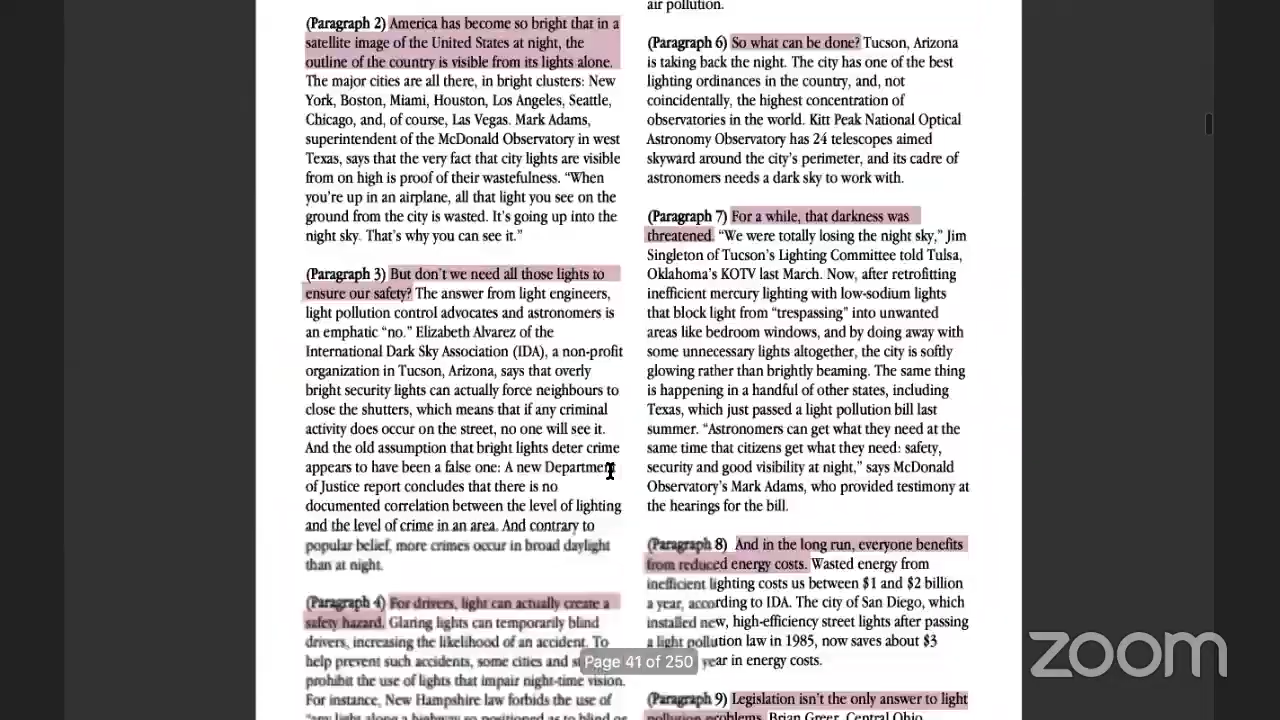 (Paragraph 2) America has become so bright that in a
satellite image of the United States at night, the
outline of the country is visible from its lights alone.
The major cities are all there, in bright clusters: New
York, Boston, Miami, Houston, Los Angeles, Seattle,
Chicago, and, of course, Las Vegas. Mark Adams,
superintendent of the McDonald Observatory in west
Texas, says that the very fact that city lights are visible
from on high is proof of their wastefulness. “When
you’re up in an airplane, all that light you see on the
ground from the city is wasted. It’s going up into the
night sky. That’s why you can see it.”
(Paragraph 3) But don’t we need all those lights to
ensure our safety? The answer from light engineers,
light pollution control advocates and astronomers is
an emphatic “no.” Elizabeth Alvarez of the
International Dark Sky Association (IDA), a non-profit
organization in Tucson, Arizona, says that overly
bright security lights can actually force neighbours to
close the shutters, which means that if any criminal
activity does occur on the street, no one will see it.
And the old assumption that bright lights deter crime
appears to have been a false one: A new Department
of Justice report concludes that there is no
documented correlation between the level of lighting
and the level of crime in an area. And contrary to
popular belief, more crimes occur in broad daylight
than at night.
(Paragraph 4) For drivers, light can actually create a
safety hazard. Glaring lights can temporarily blind
drivers, increasing the likelihood of an accident. To
help prevent such accidents, some cities and
prohibit the use of lights that impair night-time vision.
For instance, New Hampshire law forbids the use of
“any light along a highway so positioned as to blind or
air pollution.
(Paragraph 6) So what can be done? Tucson, Arizona
is taking back the night. The city has one of the best
lighting ordinances in the country, and, not
coincidentally, the highest concentration of
observatories in the world. Kitt Peak National Optical
Astronomy Observatory has 24 telescopes aimed
skyward around the city’s perimeter, and its cadre of
astronomers needs a dark sky to work with.
(Paragraph 7) For a while, that darkness was
threatened. “We were totally losing the night sky,” Jim
Singleton of Tucson’s Lighting Committee told Tulsa,
Oklahoma’s KOTV last March. Now, after retrofitting
inefficient mercury lighting with low-sodium lights
that block light from “trespassing” into unwanted
areas like bedroom windows, and by doing away with
some unnecessary lights altogether, the city is softly
glowing rather than brightly beaming. The same thing
is happening in a handful of other states, including
Texas, which just passed a light pollution bill last
summer. “Astronomers can get what they need at the
same time that citizens get what they need: safety,
security and good visibility at night,” says McDonald
Observatory’s Mark Adams, who provided testimony at
the hearings for the bill.
(Paragraph 8) And in the long run, everyone benefits
from reduced energy costs. Wasted energy from
inefficient lighting costs us between $1 and $2 billion
a year, according to IDA. The city of San Diego, which
installed new, high-efficiency street lights after passing
a light pollution law in 1985, now saves about $3
year in energy costs.
(Paragraph 9) Legislation isn’t the only answer to light
pollution problems. Brian Greer, Central Ohio
Page 41 of 250
zoom